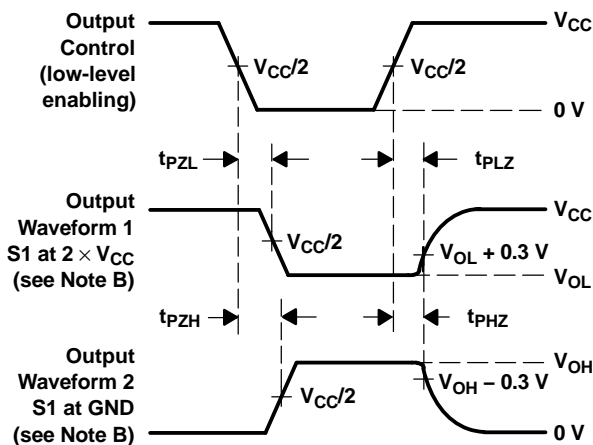 Output
Control
(low-level
enabling)
V_CC/2
V_CC/2
V_CC
0 V
t_PZL
t_PLZ
Output
Waveform 1
S1 at 2 × V_CC
(see Note B)
V_CC/2
V_CC
V_OL + 0.3 V
V_OL
t_PZH
t_PHZ
Output
Waveform 2
S1 at GND
(see Note B)
V_CC/2
V_OH
V_OH − 0.3 V
0 V